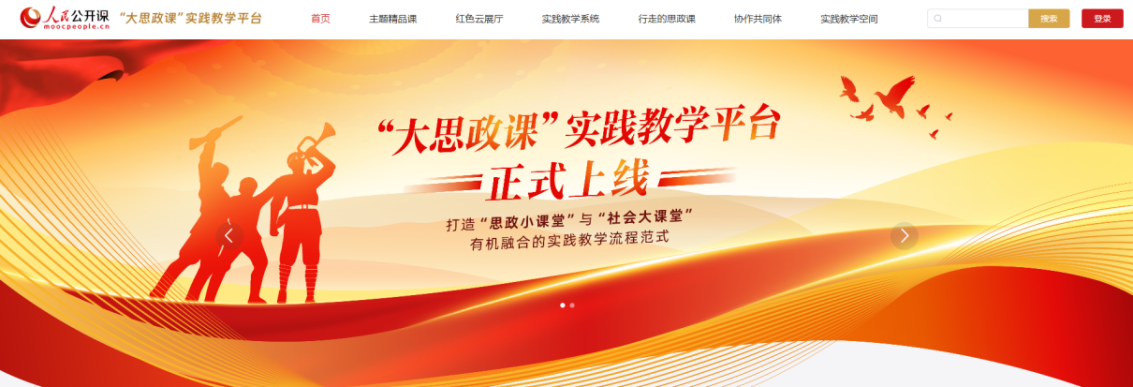 人民公开课 “大思政课”实践教学平台 首页 主题精品课 红色云展厅 实践教学系统 行走的思政课 协作共同体 实践教学空间 搜索 登录
moocpeople.cn
“大思政课”实践教学平台
正式上线
打造“思政小课堂”与“社会大课堂”
有机融合的实践教学流程范式